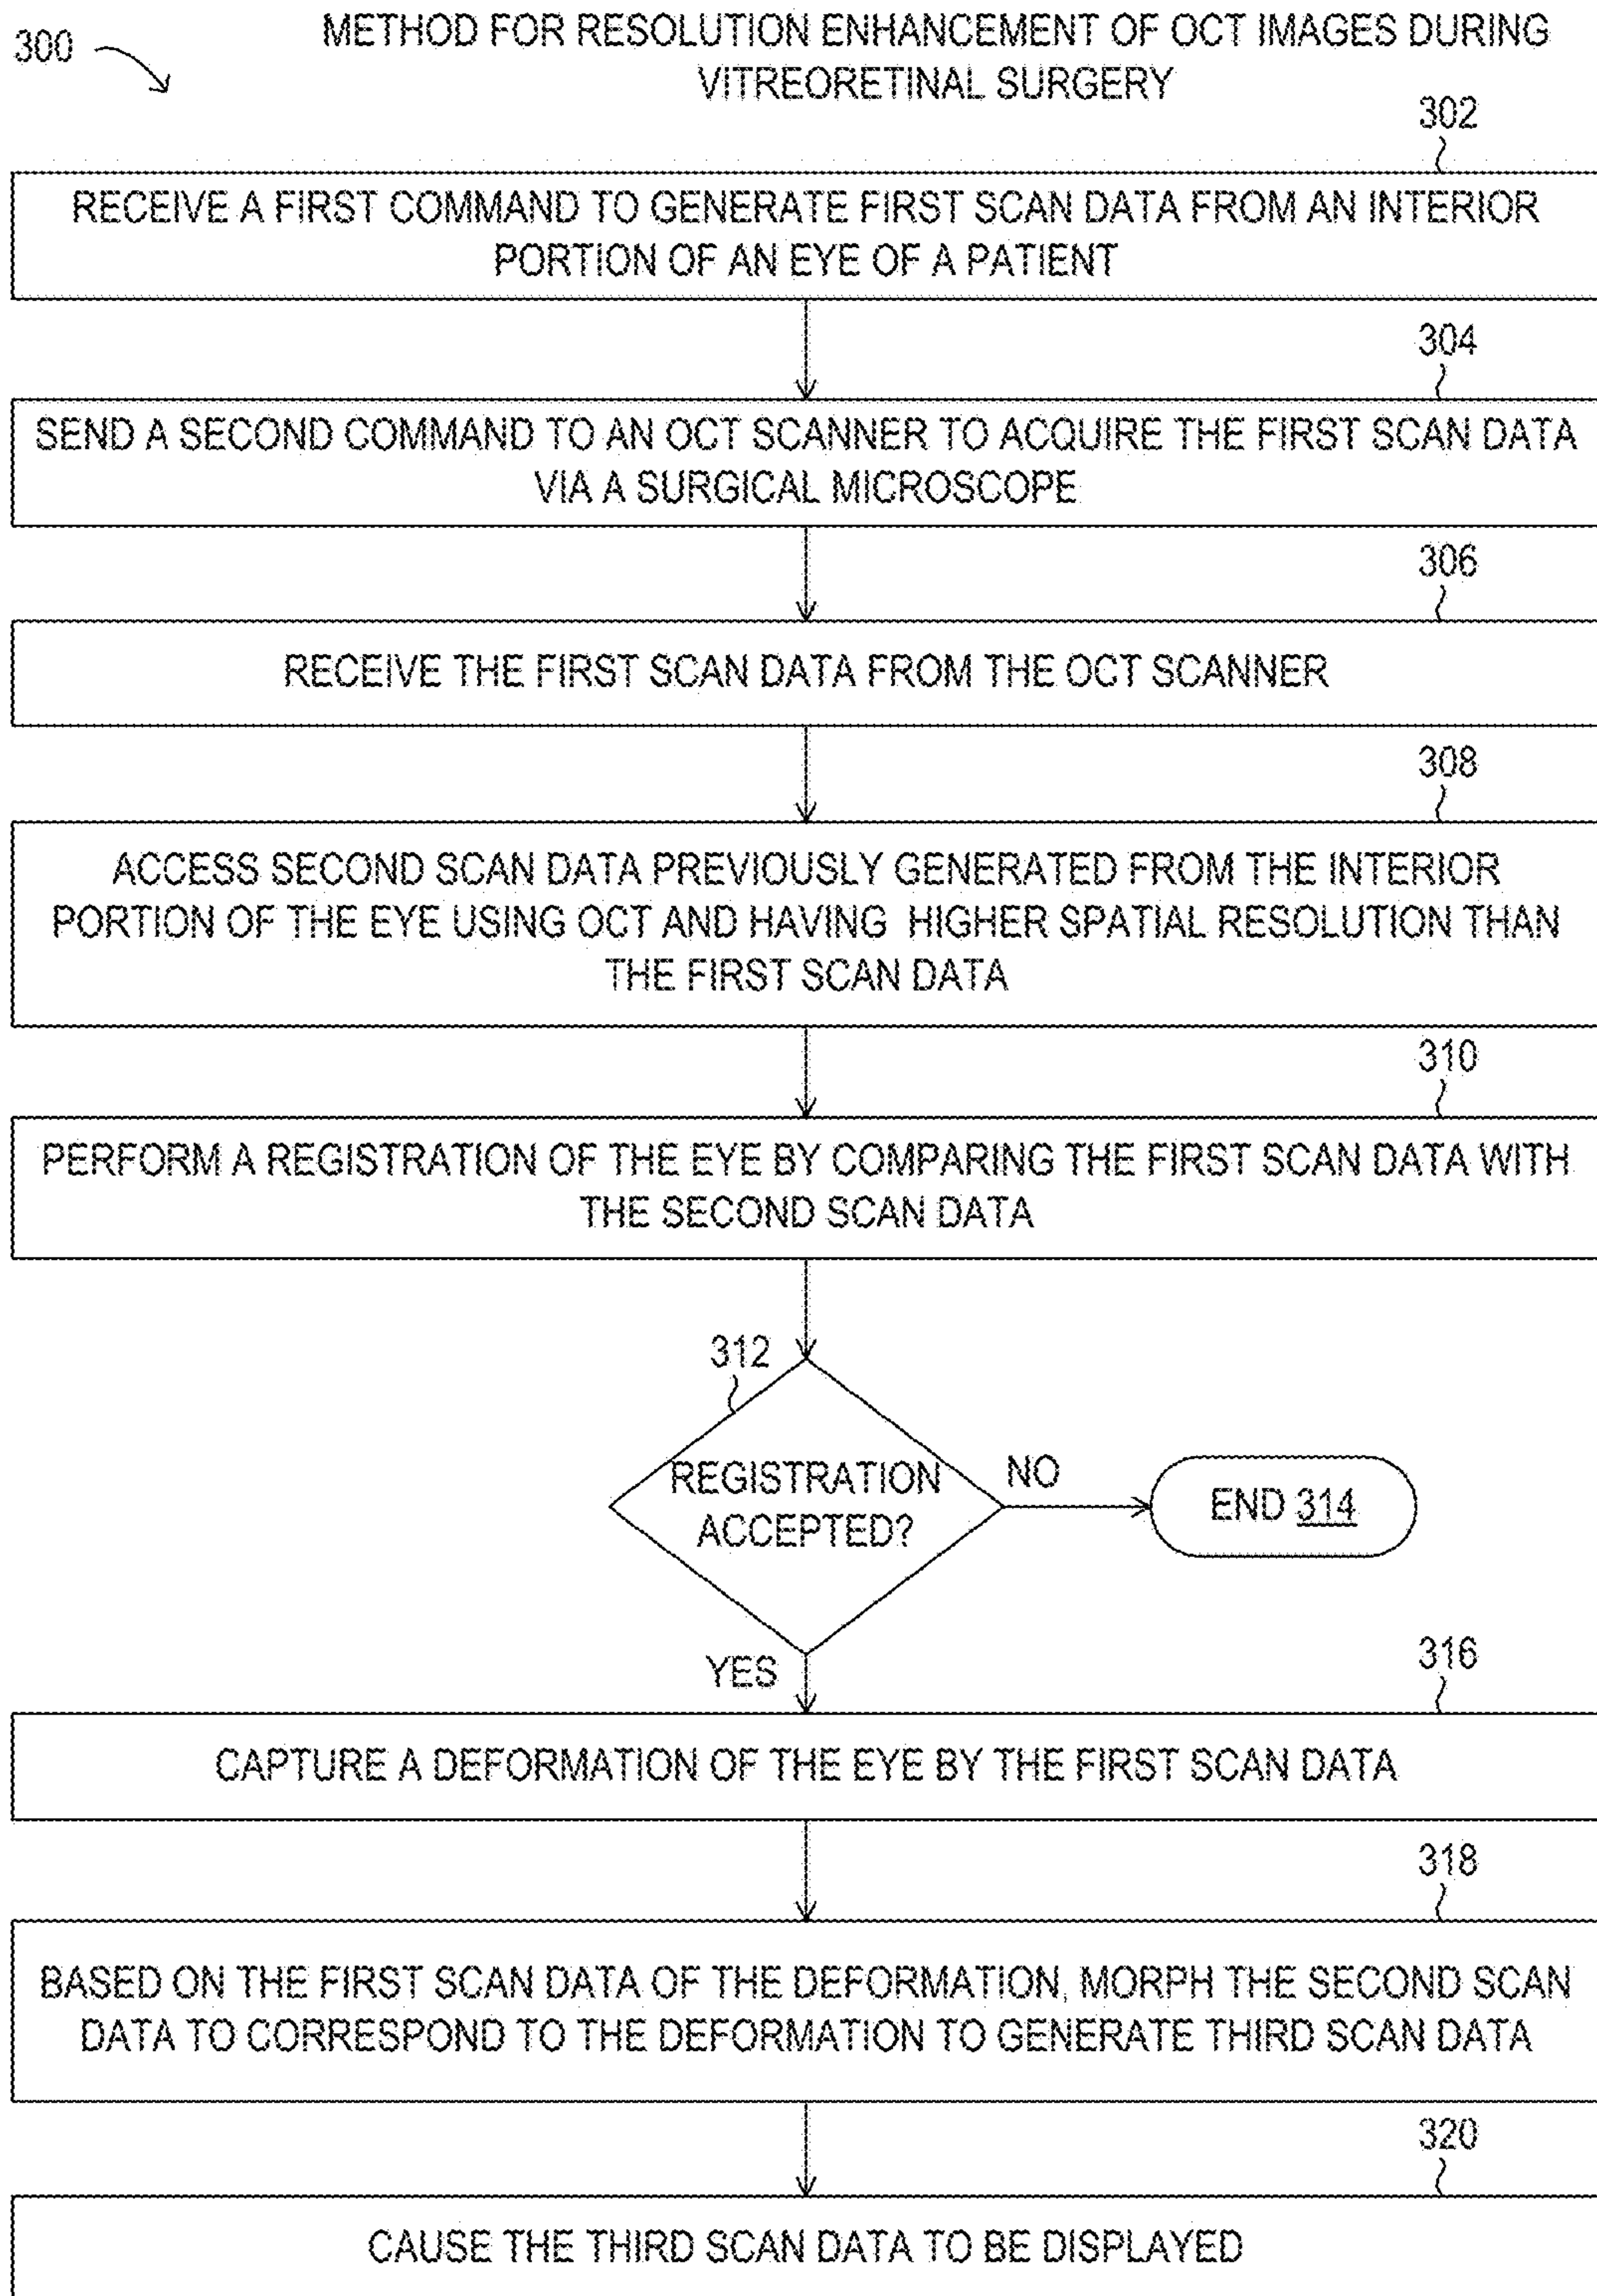 300
METHOD FOR RESOLUTION ENHANCEMENT OF OCT IMAGES DURING
VITREORETINAL SURGERY
302
RECEIVE A FIRST COMMAND TO GENERATE FIRST SCAN DATA FROM AN INTERIOR
PORTION OF AN EYE OF A PATIENT
304
SEND A SECOND COMMAND TO AN OCT SCANNER TO ACQUIRE THE FIRST SCAN DATA
VIA A SURGICAL MICROSCOPE
306
RECEIVE THE FIRST SCAN DATA FROM THE OCT SCANNER
308
ACCESS SECOND SCAN DATA PREVIOUSLY GENERATED FROM THE INTERIOR
PORTION OF THE EYE USING OCT AND HAVING HIGHER SPATIAL RESOLUTION THAN
THE FIRST SCAN DATA
310
PERFORM A REGISTRATION OF THE EYE BY COMPARING THE FIRST SCAN DATA WITH
THE SECOND SCAN DATA
312
REGISTRATION
ACCEPTED?
NO
END 314
YES
316
CAPTURE A DEFORMATION OF THE EYE BY THE FIRST SCAN DATA
318
BASED ON THE FIRST SCAN DATA OF THE DEFORMATION, MORPH THE SECOND SCAN
DATA TO CORRESPOND TO THE DEFORMATION TO GENERATE THIRD SCAN DATA
320
CAUSE THE THIRD SCAN DATA TO BE DISPLAYED